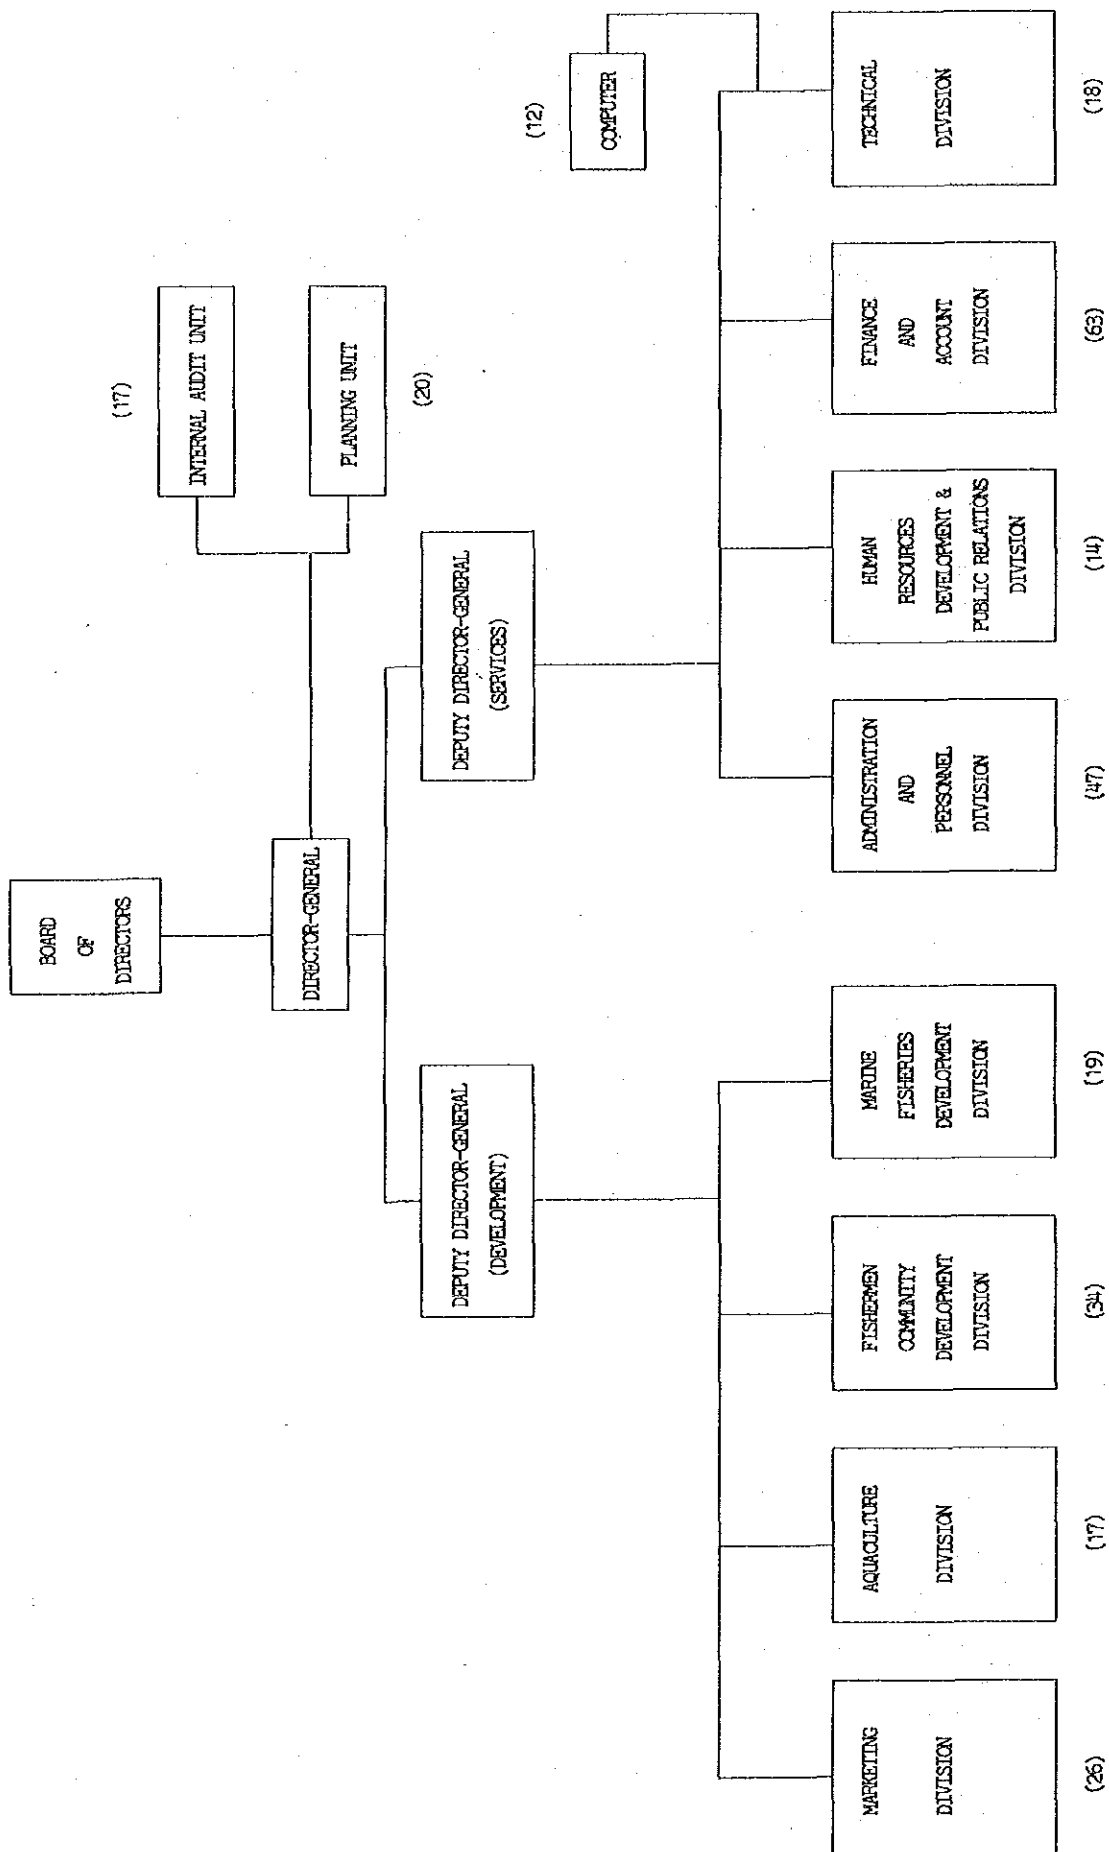 BOARD
OF
DIRECTORS
DIRECTOR-GENERAL
(17)
INTERNAL AUDIT UNIT
PLANNING UNIT
(20)
DEPUTY DIRECTOR-GENERAL
(DEVELOPMENT)
DEPUTY DIRECTOR-GENERAL
(SERVICES)
(12)
COMPUTER
MARKETING
DIVISION
(26)
AQUACULTURE
DIVISION
(17)
FISHERMEN
COMMUNITY
DEVELOPMENT
DIVISION
(34)
MARINE
FISHERIES
DEVELOPMENT
DIVISION
(19)
ADMINISTRATION
AND
PERSONNEL
DIVISION
(47)
HUMAN
RESOURCES
DEVELOPMENT &
PUBLIC RELATIONS
DIVISION
(14)
FINANCE
AND
ACCOUNT
DIVISION
(63)
TECHNICAL
DIVISION
(18)